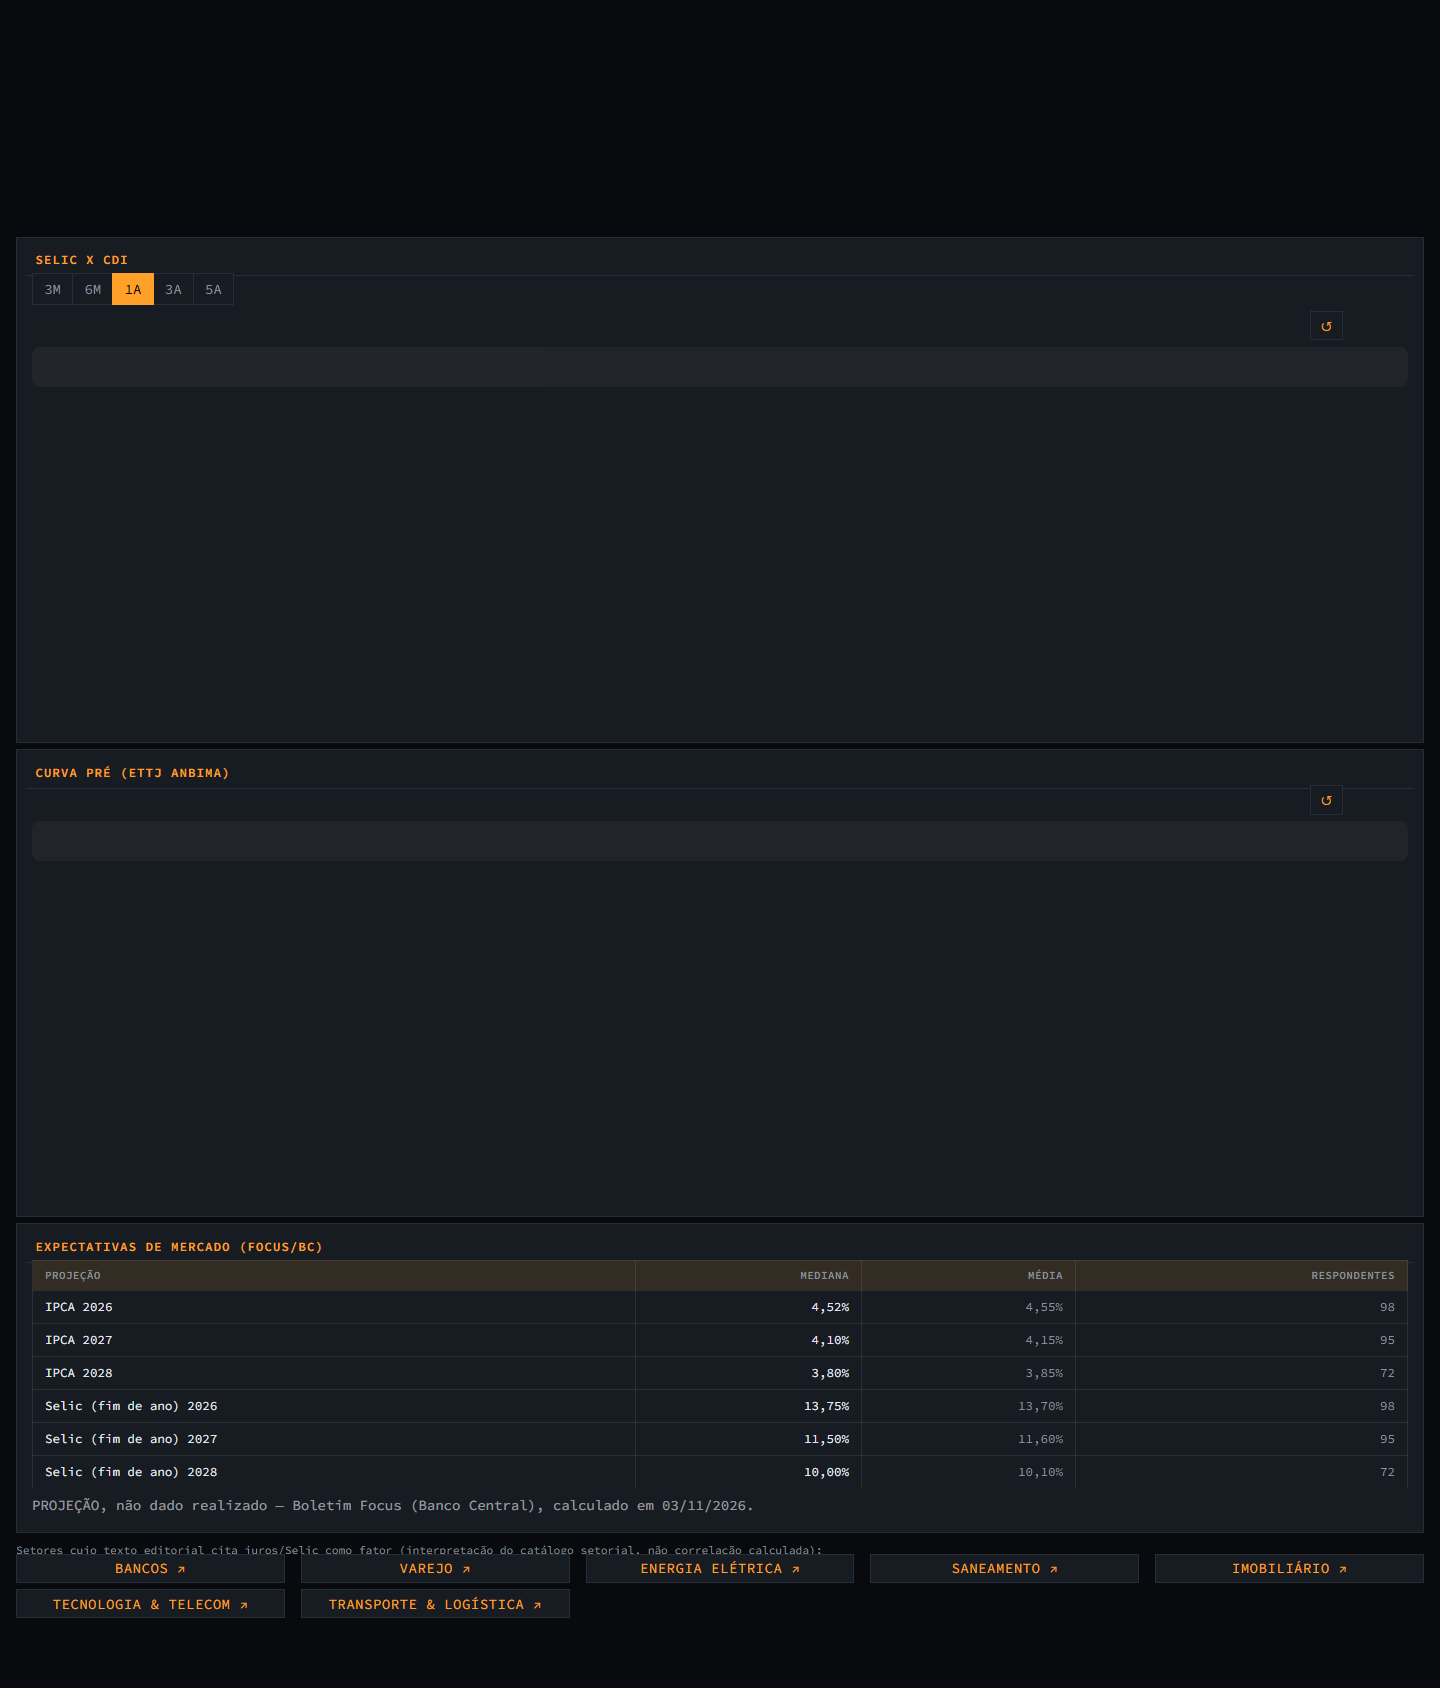 SELIC X CDI
3M 6M 1A 3A 5A
↺
CURVA PRÉ (ETTJ ANBIMA)
↺
EXPECTATIVAS DE MERCADO (FOCUS/BC)
PROJEÇÃO MEDIANA MÉDIA RESPONDENTES
IPCA 2026 4,52% 4,55% 98
IPCA 2027 4,10% 4,15% 95
IPCA 2028 3,80% 3,85% 72
Selic (fim de ano) 2026 13,75% 13,70% 98
Selic (fim de ano) 2027 11,50% 11,60% 95
Selic (fim de ano) 2028 10,00% 10,10% 72
PROJEÇÃO, não dado realizado — Boletim Focus (Banco Central), calculado em 03/11/2026.
Setores cujo texto editorial cita juros/Selic como fator (interpretação do catálogo setorial, não correlação calculada):
BANCOS ↗ VAREJO ↗ ENERGIA ELÉTRICA ↗ SANEAMENTO ↗ IMOBILIÁRIO ↗
TECNOLOGIA & TELECOM ↗ TRANSPORTE & LOGÍSTICA ↗